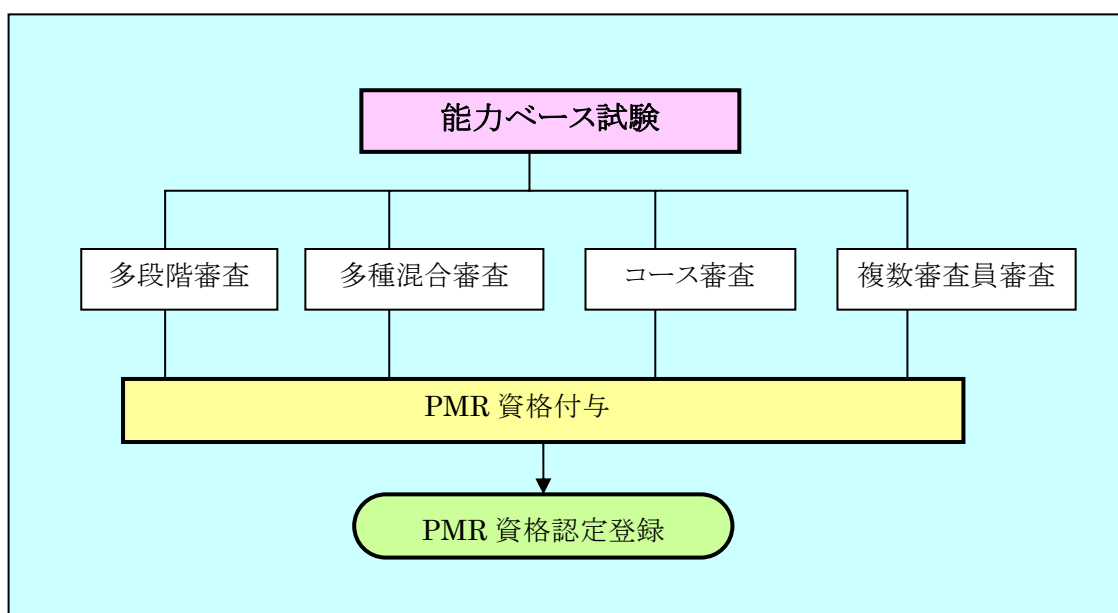 能力ベース試験
多段階審査
多種混合審査
コース審査
複数審査員審査
PMR 資格付与
PMR 資格認定登録